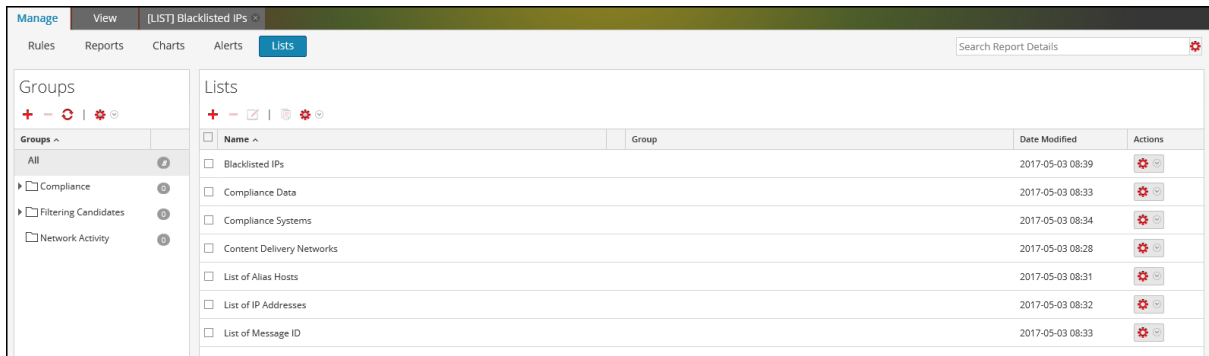 Manage View [LIST] Blacklisted IPs
Rules Reports Charts Alerts Lists Search Report Details
Groups Lists
Groups Name Group Date Modified Actions
All
Blacklisted IPs 2017-05-03 08:39
Compliance 0
Compliance Data 2017-05-03 08:33
Filtering Candidates 0
Compliance Systems 2017-05-03 08:34
Network Activity 0
Content Delivery Networks 2017-05-03 08:28
List of Alias Hosts 2017-05-03 08:31
List of IP Addresses 2017-05-03 08:32
List of Message ID 2017-05-03 08:33